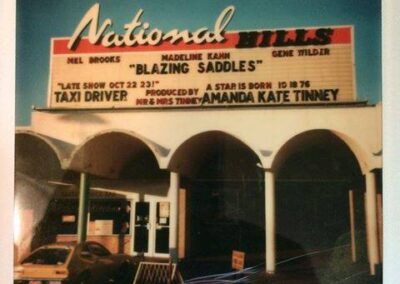 National HILLS
MEL BROOKS MADELINE KAHN GENE WILDER
"BLAZING SADDLES"
"LATE SHOW OCT 22 23!" A STAR IS BORN 10 18 76
TAXI DRIVER PRODUCED BY MR & MRS TINNEY AMANDA KATE TINNEY